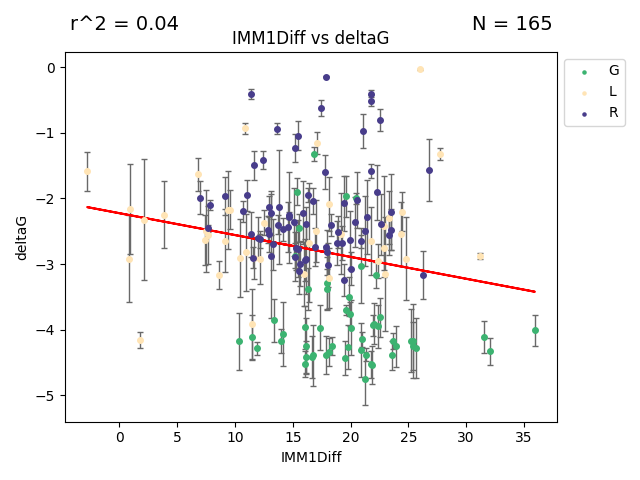 r^2 = 0.04
N = 165
IMM1Diff vs deltaG
G
L
R
deltaG
0
−1
−2
−3
−4
−5
0 5 10 15 20 25 30 35
IMM1Diff